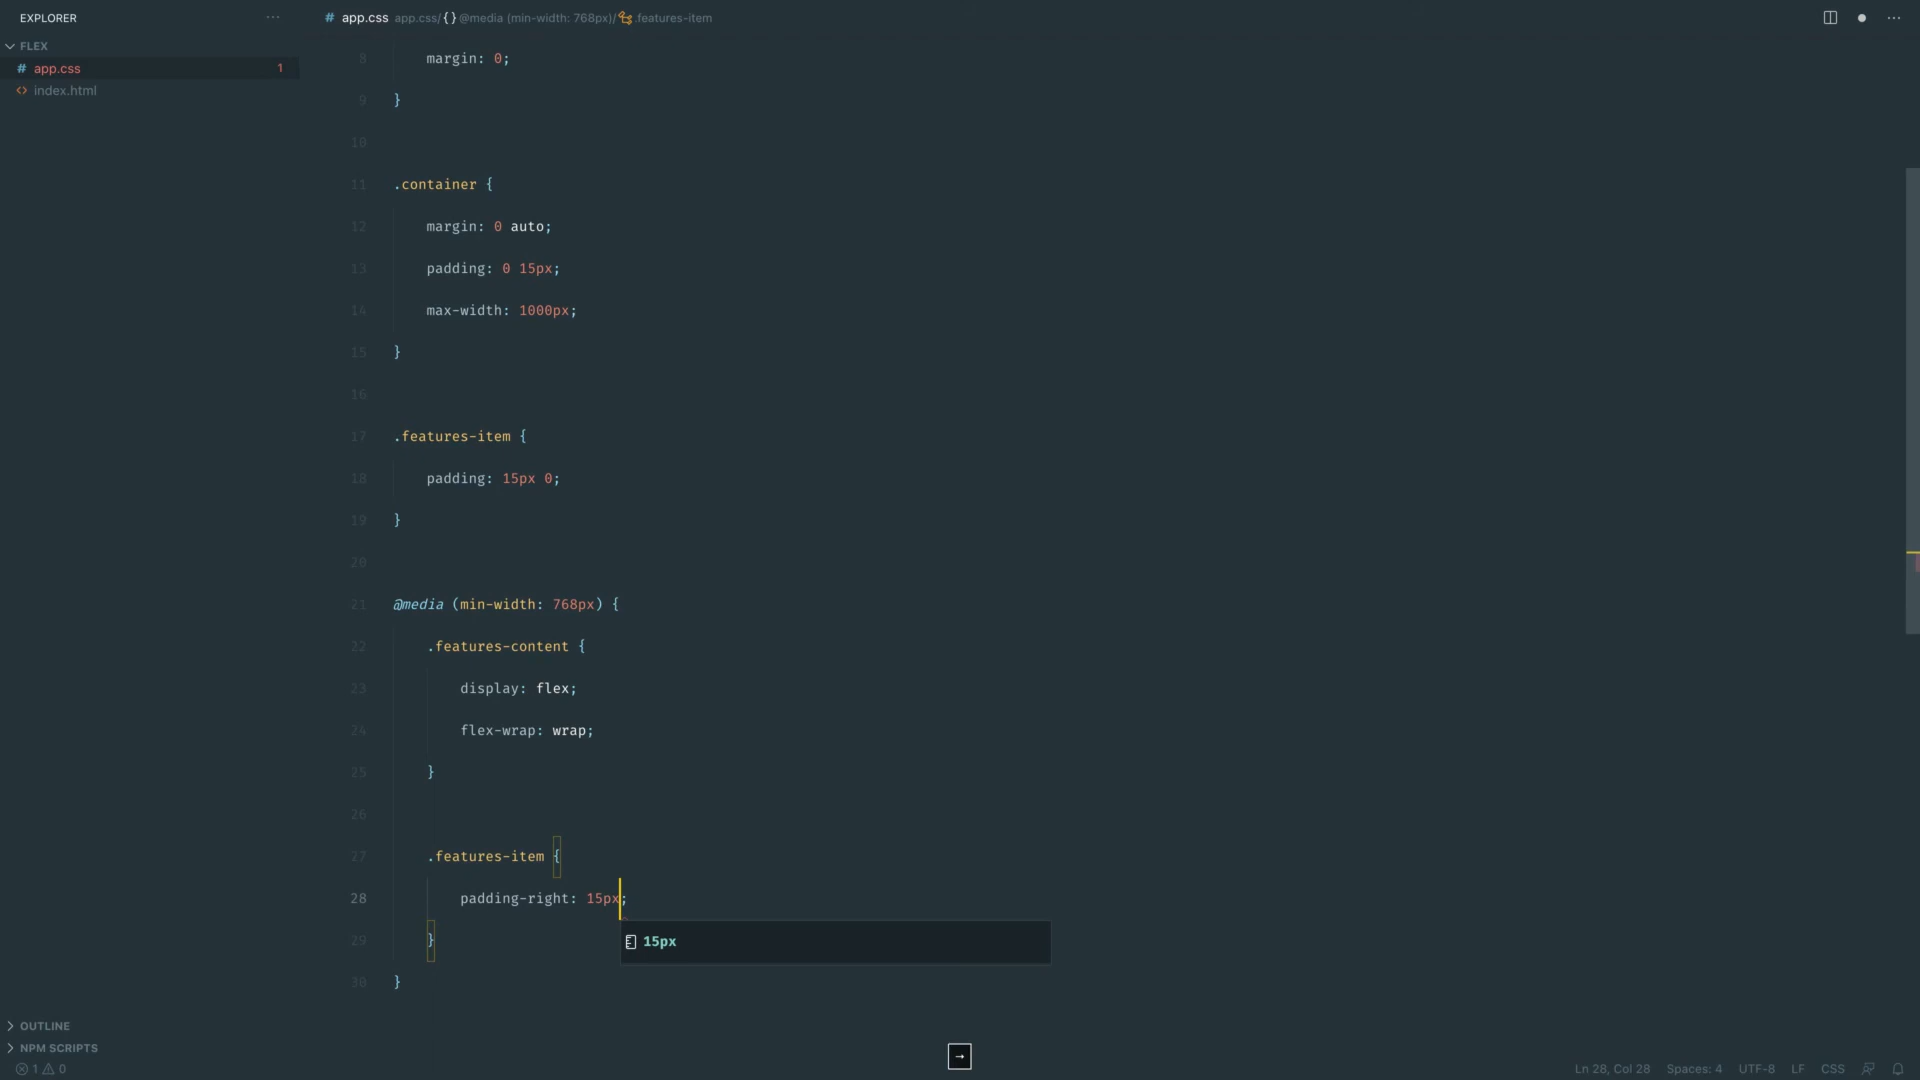 EXPLORER
FLEX
# app.css 1
<> index.html
OUTLINE
NPM SCRIPTS
1 0
# app.css app.css/{}@media (min-width: 768px)/.features-item
8 margin: 0;
9 }
10
11 .container {
12 margin: 0 auto;
13 padding: 0 15px;
14 max-width: 1000px;
15 }
16
17 .features-item {
18 padding: 15px 0;
19 }
20
21 @media (min-width: 768px) {
22 .features-content {
23 display: flex;
24 flex-wrap: wrap;
25 }
26
27 .features-item {
28 padding-right: 15px;
29 }
15px
30 }
→
Ln 28, Col 28 Spaces: 4 UTF-8 LF CSS